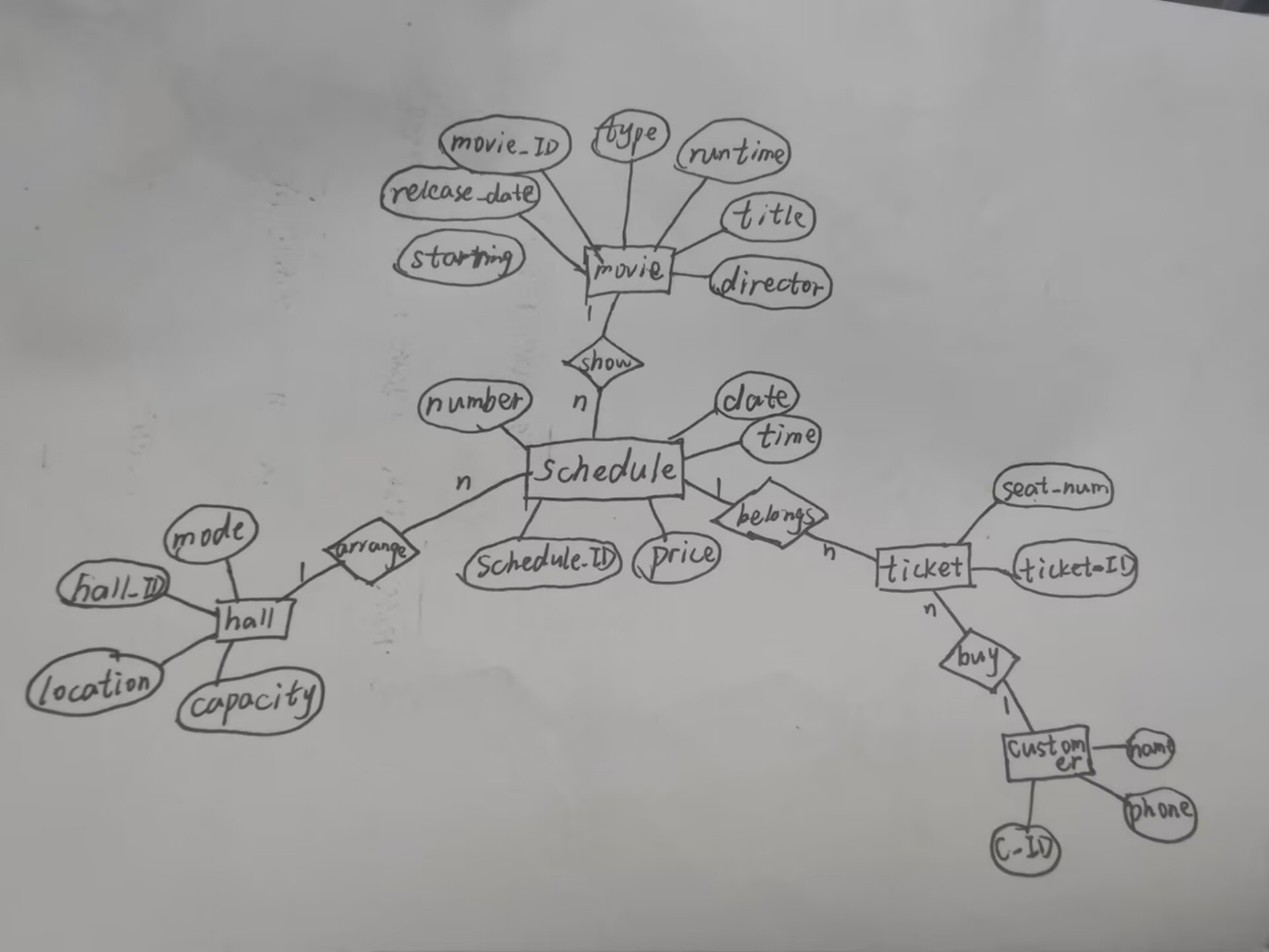 movie_ID
type
runtime
release_date
title
starring
movie
director
1
show
n
number
date
time
schedule
n
1
belongs
seat_num
mode
arrange
n
schedule_ID
price
ticket
ticket_ID
1
hall_ID
hall
n
location
buy
capacity
1
custom
er
name
phone
C_ID